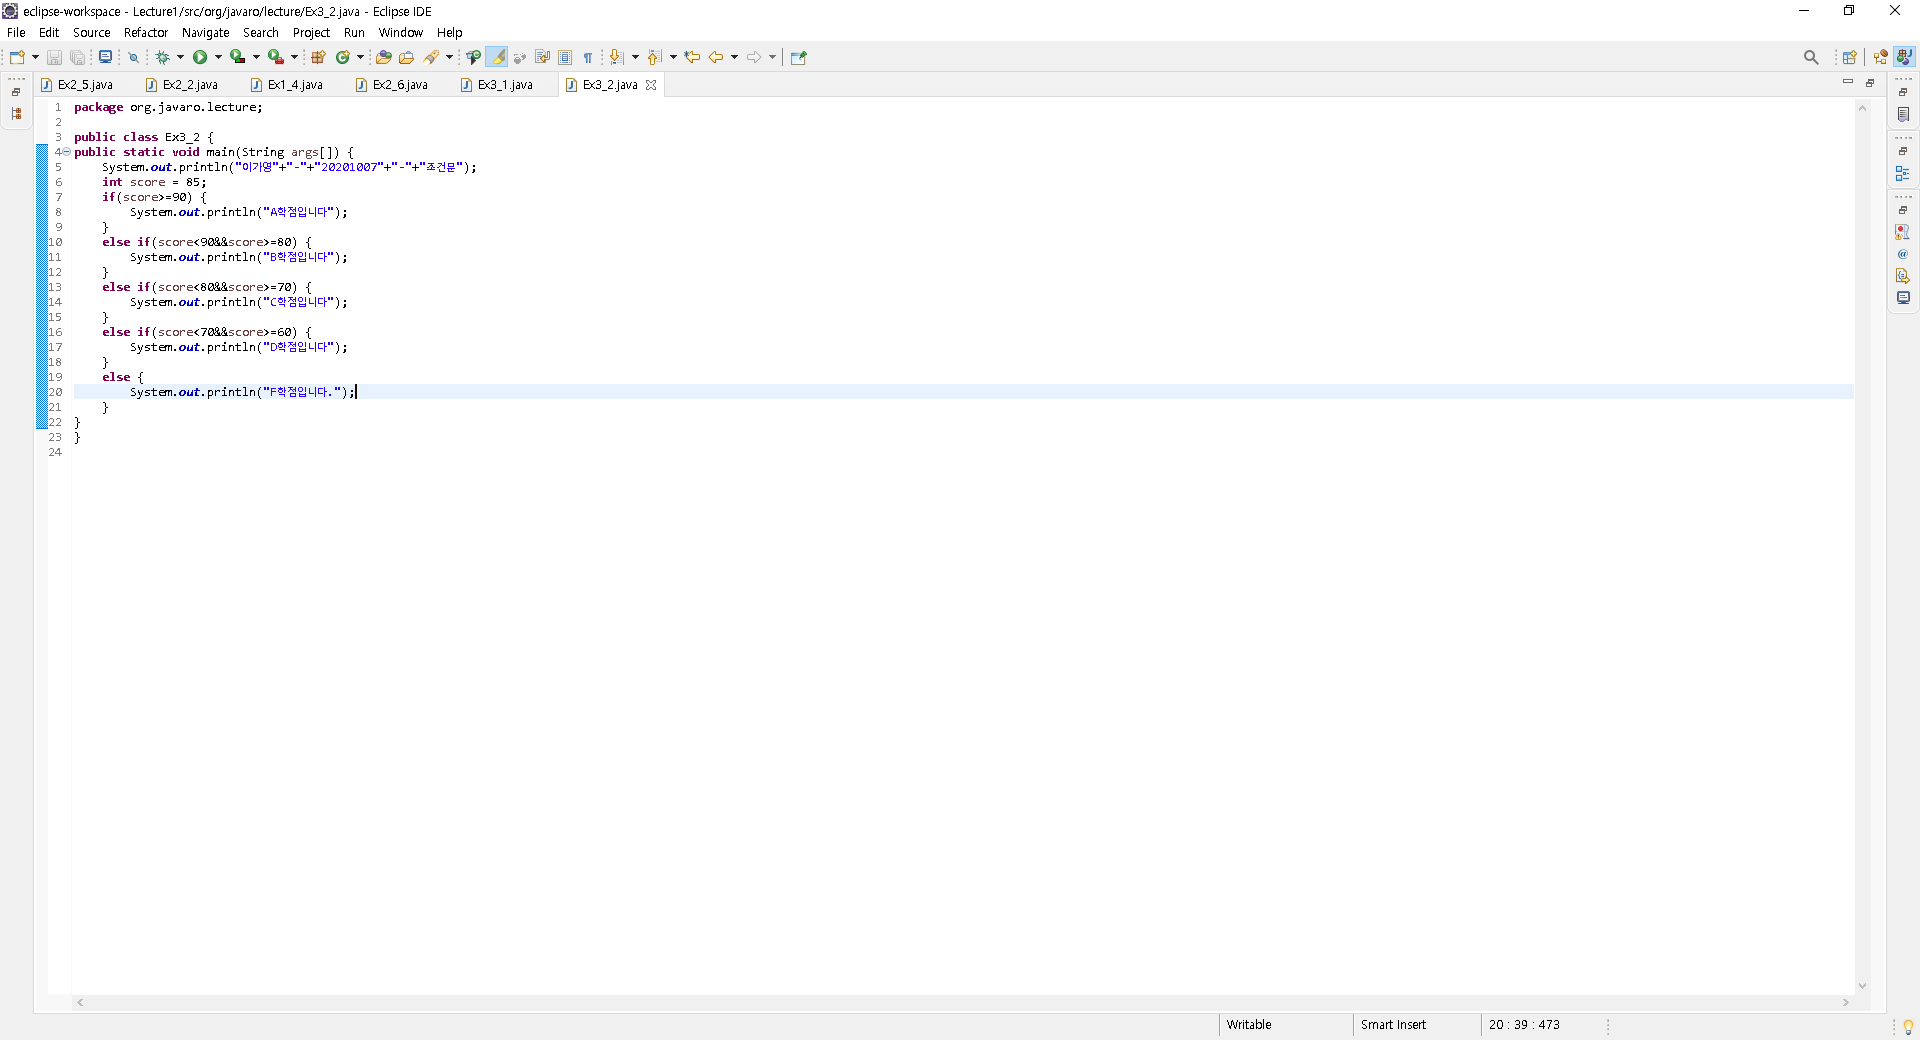 eclipse-workspace - Lecture1/src/org/javaro/lecture/Ex3_2.java - Eclipse IDE
File Edit Source Refactor Navigate Search Project Run Window Help
Ex2_5.java Ex2_2.java Ex1_4.java Ex2_6.java Ex3_1.java Ex3_2.java
1 package org.javaro.lecture;
2
3 public class Ex3_2 {
4 public static void main(String args[]) {
5 System.out.println("이가영"+"-"+"20201007"+"-"+"조건문");
6 int score = 85;
7 if(score>=90) {
8 System.out.println("A학점입니다");
9 }
10 else if(score<90&&score>=80) {
11 System.out.println("B학점입니다");
12 }
13 else if(score<80&&score>=70) {
14 System.out.println("C학점입니다");
15 }
16 else if(score<70&&score>=60) {
17 System.out.println("D학점입니다");
18 }
19 else {
20 System.out.println("F학점입니다.");
21 }
22 }
23 }
24
Writable Smart Insert 20 : 39 : 473